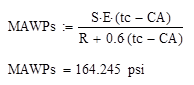 MAWPs := S·E·(tc − CA) / R + 0.6 (tc − CA)
MAWPs = 164.245 psi